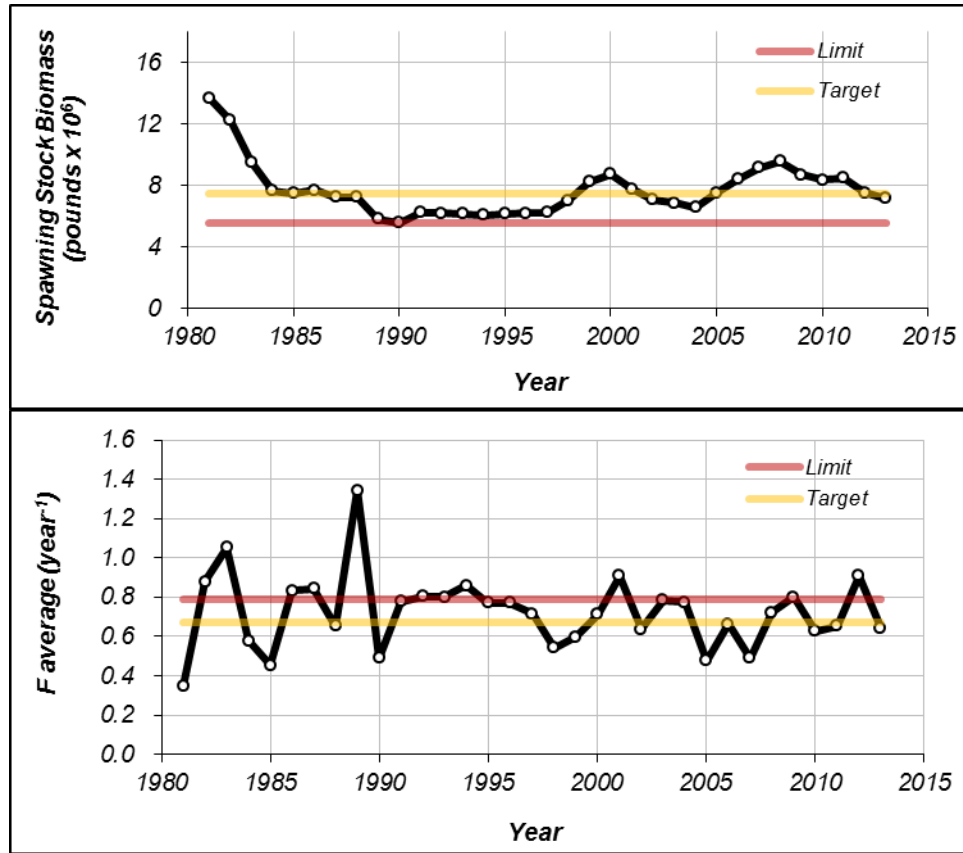 Spawning Stock Biomass
(pounds x 10⁶)
16
12
8
4
0
Limit
Target
1980 1985 1990 1995 2000 2005 2010 2015
Year
F average (year⁻¹)
1.6
1.4
1.2
1.0
0.8
0.6
0.4
0.2
0.0
Limit
Target
1980 1985 1990 1995 2000 2005 2010 2015
Year